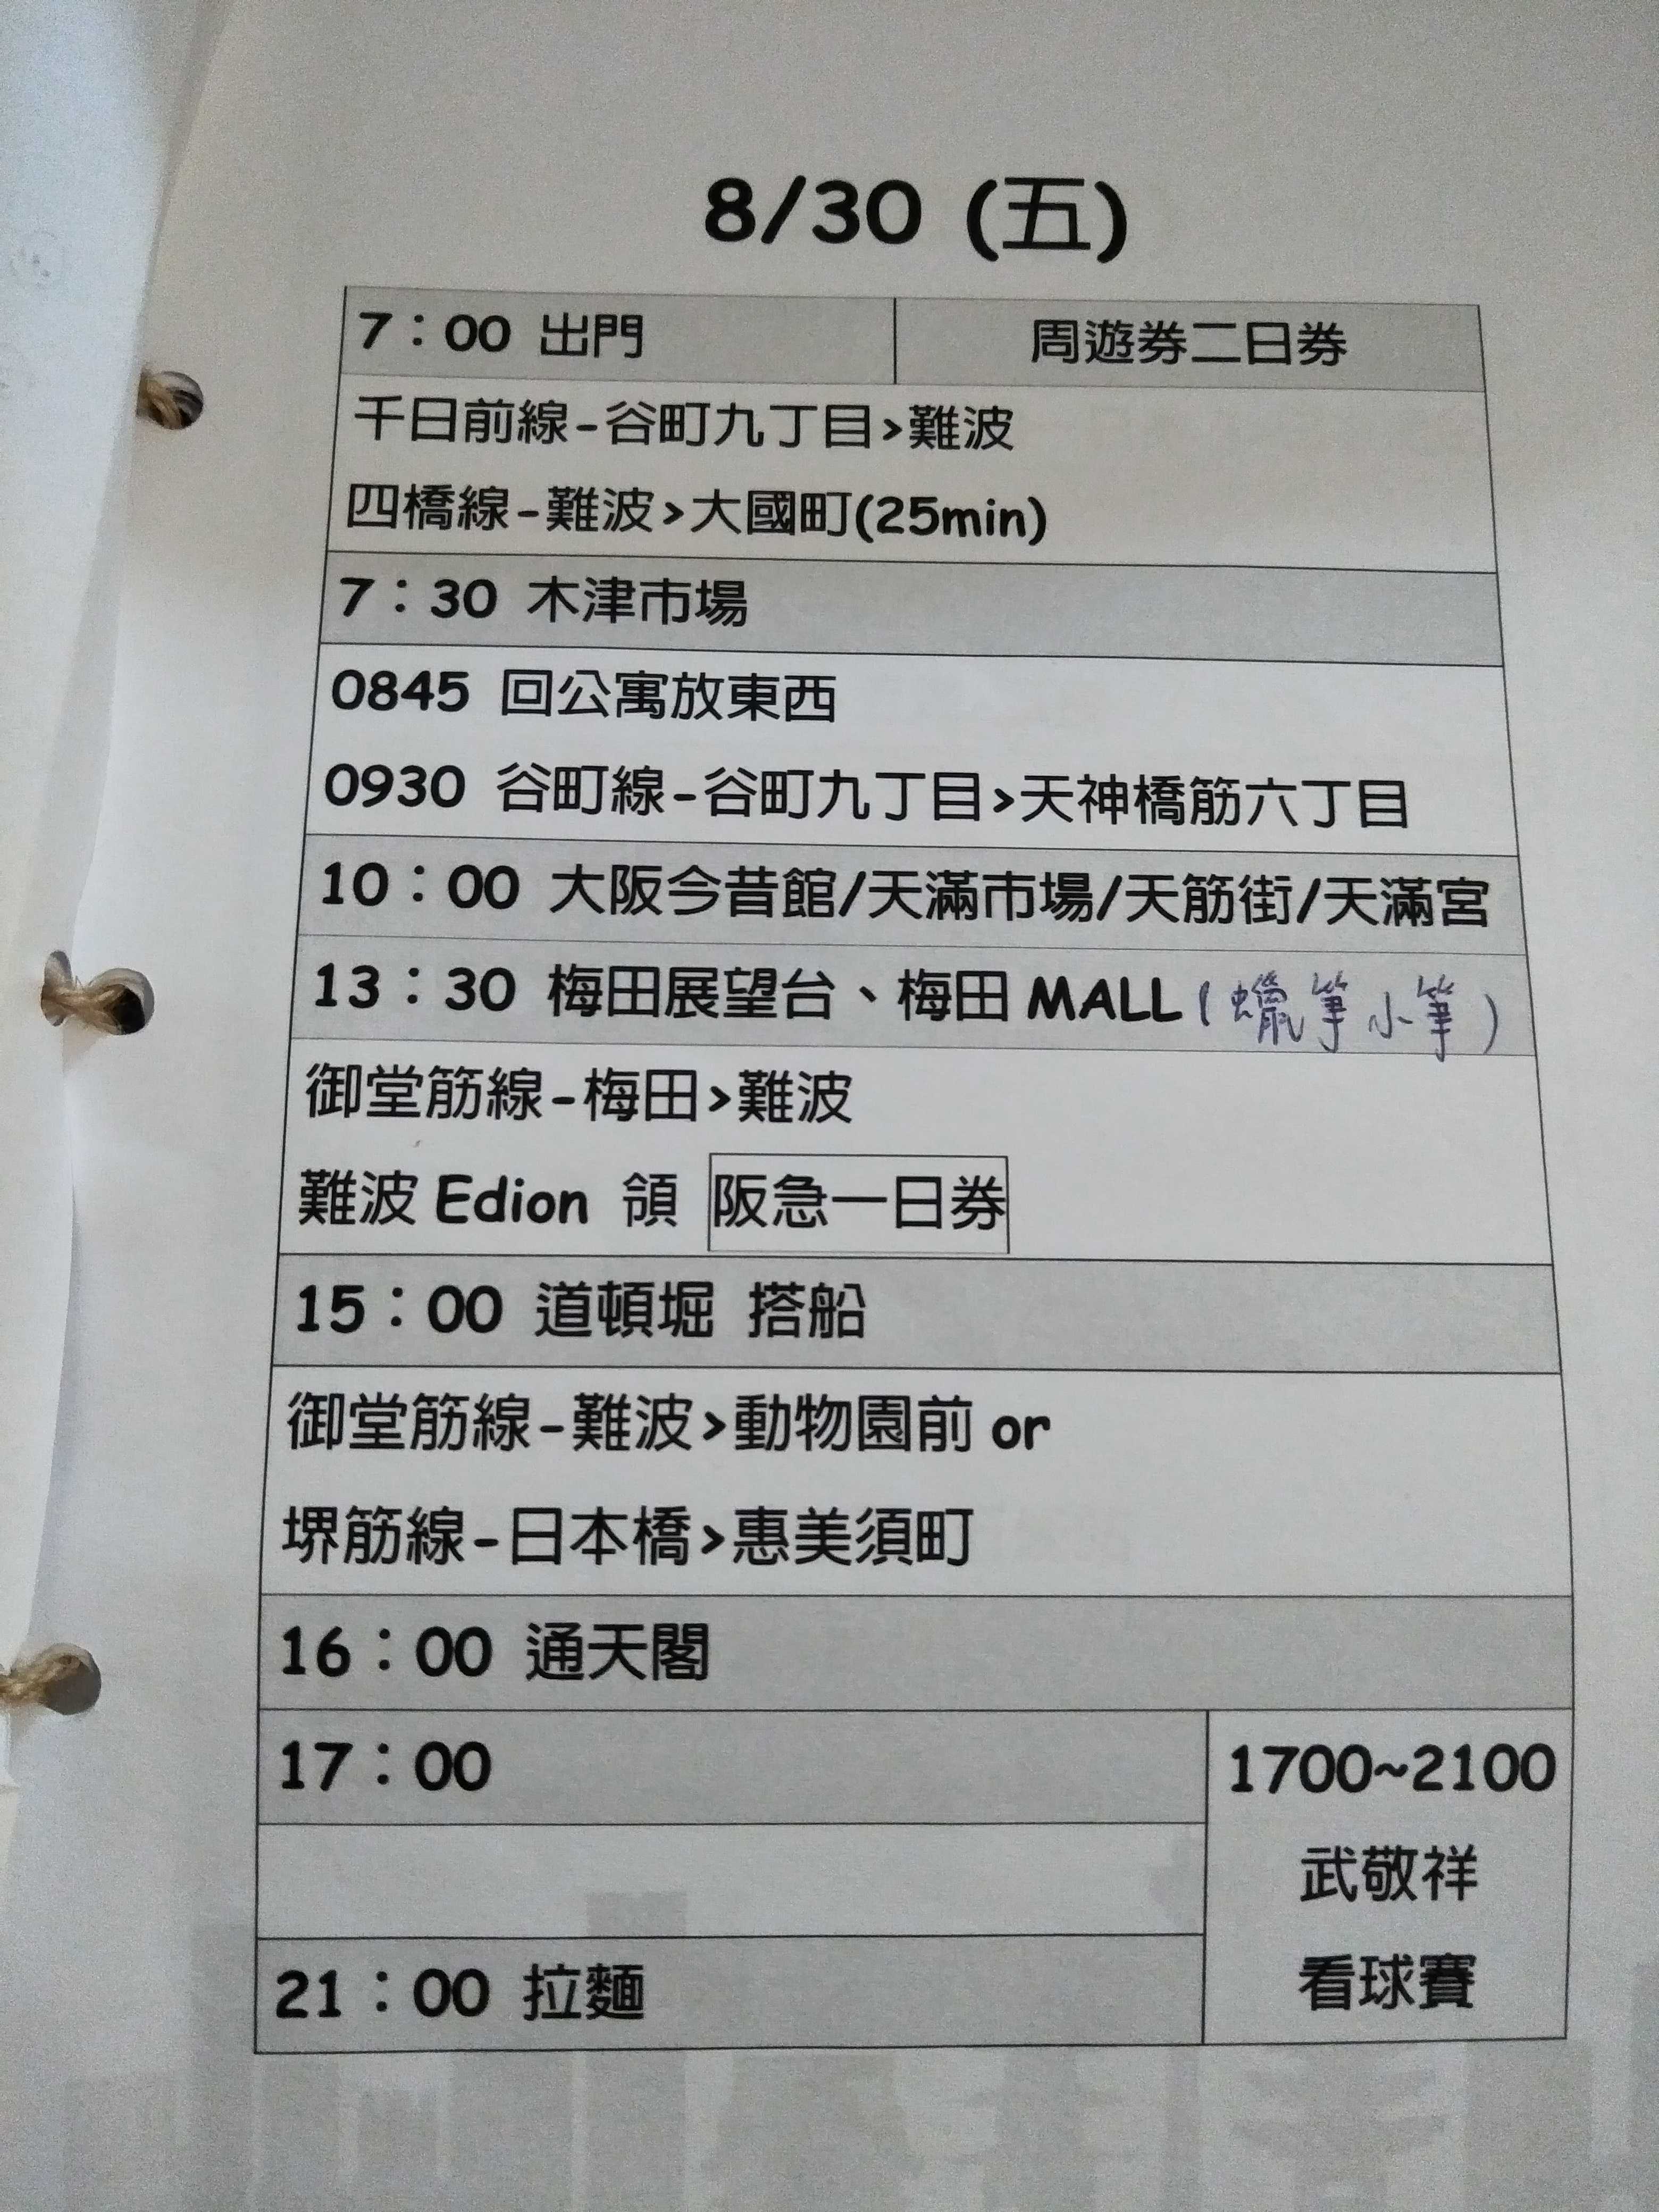 8/30 (五)
7：00 出門 周遊券二日券
千日前線-谷町九丁目>難波
四橋線-難波>大國町(25min)
7：30 木津市場
0845 回公寓放東西
0930 谷町線-谷町九丁目>天神橋筋六丁目
10：00 大阪今昔館/天滿市場/天筋街/天滿宮
13：30 梅田展望台、梅田 MALL(蠟筆小筆)
御堂筋線-梅田>難波
難波 Edion 領 阪急一日券
15：00 道頓堀 搭船
御堂筋線-難波>動物園前 or
堺筋線-日本橋>惠美須町
16：00 通天閣
17：00
21：00 拉麵
1700~2100
武敬祥
看球賽